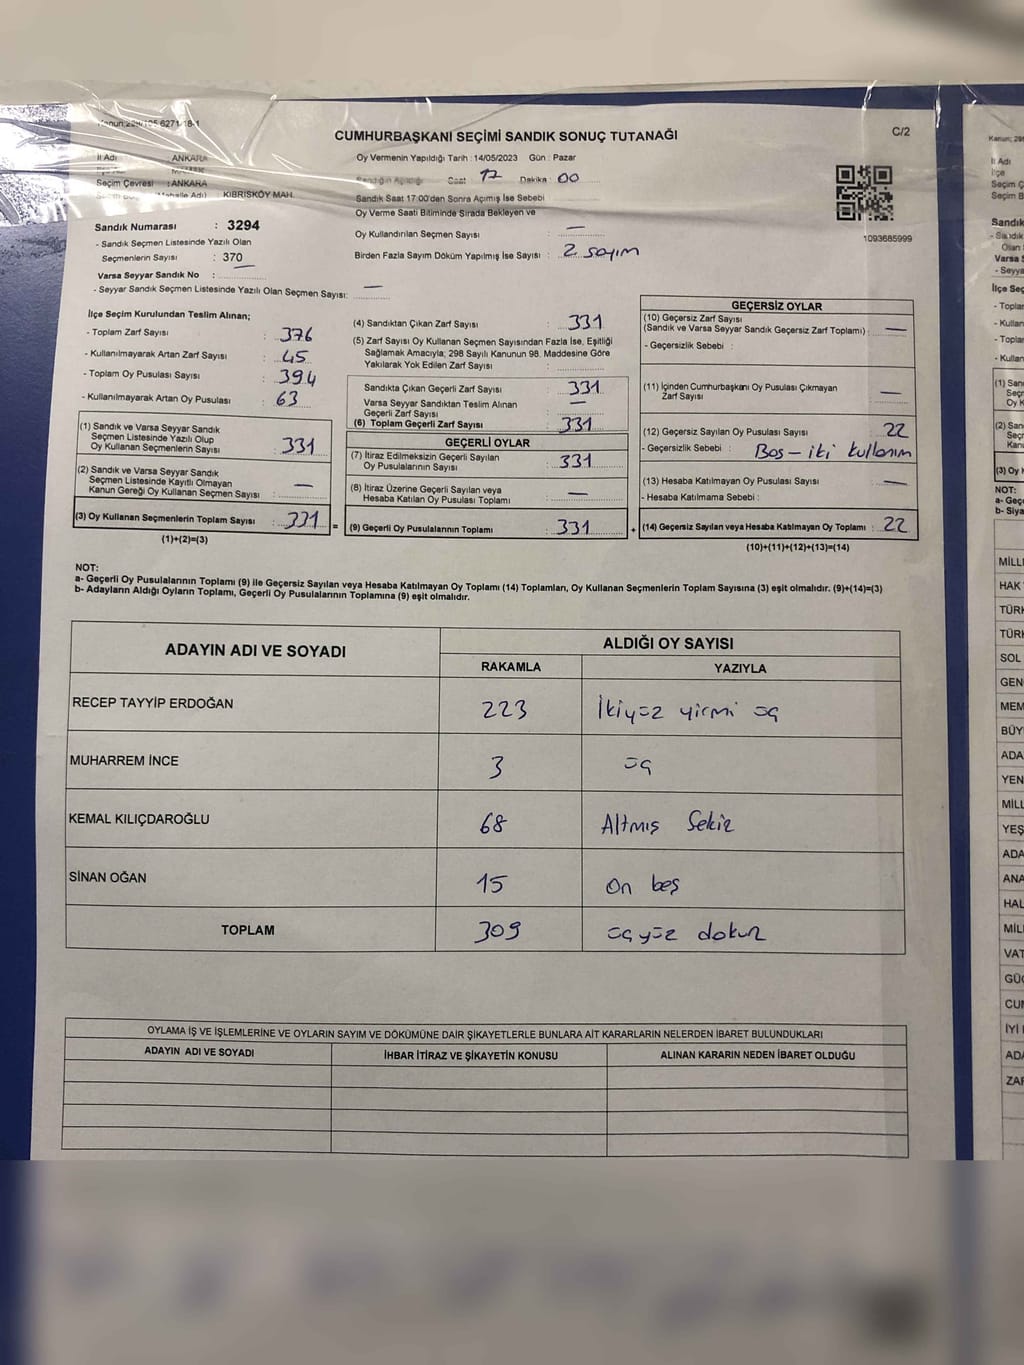 Kanun:298/195 6271-18-1
CUMHURBAŞKANI SEÇİMİ SANDIK SONUÇ TUTANAĞI
C/2
İl Adı : ANKARA
Oy Vermenin Yapıldığı Tarih : 14/05/2023 Gün : Pazar
Seçim Çevresi : ANKARA
Sandığın Açıldığı Saat 17 Dakika : 00
KIBRISKÖY MAH.
Sandık Saat 17:00'den Sonra Açımış İse Sebebi :
Oy Verme Saati Bitiminde Sırada Bekleyen ve
Oy Kullandırılan Seçmen Sayısı : —
1093685999
Sandık Numarası : 3294
- Sandık Seçmen Listesinde Yazılı Olan
Seçmenlerin Sayısı : 370
Birden Fazla Sayım Döküm Yapılmış İse Sayısı : 2 sayım
Varsa Seyyar Sandık No : —
- Seyyar Sandık Seçmen Listesinde Yazılı Olan Seçmen Sayısı: —
İlçe Seçim Kurulundan Teslim Alınan;
- Toplam Zarf Sayısı : 376
- Kullanılmayarak Artan Zarf Sayısı : 45
- Toplam Oy Pusulası Sayısı : 394
- Kullanılmayarak Artan Oy Pusulası : 63
(1) Sandık ve Varsa Seyyar Sandık
Seçmen Listesinde Yazılı Olup
Oy Kullanan Seçmenlerin Sayısı : 331
(2) Sandık ve Varsa Seyyar Sandık
Seçmen Listesinde Kayıtlı Olmayan
Kanun Gereği Oy Kullanan Seçmen Sayısı : —
(3) Oy Kullanan Seçmenlerin Toplam Sayısı : 331 =
(1)+(2)=(3)
(4) Sandıktan Çıkan Zarf Sayısı : 331
(5) Zarf Sayısı Oy Kullanan Seçmen Sayısından Fazla İse, Eşitliği
Sağlamak Amacıyla; 298 Sayılı Kanunun 98. Maddesine Göre
Yakılarak Yok Edilen Zarf Sayısı :
Sandıkta Çıkan Geçerli Zarf Sayısı : 331
Varsa Seyyar Sandıktan Teslim Alınan
Geçerli Zarf Sayısı : —
(6) Toplam Geçerli Zarf Sayısı : 331
GEÇERLİ OYLAR
(7) İtiraz Edilmeksizin Geçerli Sayılan
Oy Pusulalarının Sayısı : 331
(8) İtiraz Üzerine Geçerli Sayılan veya
Hesaba Katılan Oy Pusulası Toplamı : —
(9) Geçerli Oy Pusulalarının Toplamı : 331 +
GEÇERSİZ OYLAR
(10) Geçersiz Zarf Sayısı
(Sandık ve Varsa Seyyar Sandık Geçersiz Zarf Toplamı) : —
- Geçersizlik Sebebi :
(11) İçinden Cumhurbaşkanı Oy Pusulası Çıkmayan
Zarf Sayısı : —
(12) Geçersiz Sayılan Oy Pusulası Sayısı : 22
- Geçersizlik Sebebi : Boş - iki kullanım
(13) Hesaba Katılmayan Oy Pusulası Sayısı : —
- Hesaba Katılmama Sebebi :
(14) Geçersiz Sayılan veya Hesaba Katılmayan Oy Toplamı : 22
(10)+(11)+(12)+(13)=(14)
NOT:
a- Geçerli Oy Pusulalarının Toplamı (9) ile Geçersiz Sayılan veya Hesaba Katılmayan Oy Toplamı (14) Toplamları, Oy Kullanan Seçmenlerin Toplam Sayısına (3) eşit olmalıdır. (9)+(14)=(3)
b- Adayların Aldığı Oyların Toplamı, Geçerli Oy Pusulalarının Toplamına (9) eşit olmalıdır.
ADAYIN ADI VE SOYADI
ALDIĞI OY SAYISI
RAKAMLA YAZIYLA
RECEP TAYYİP ERDOĞAN 223 İkiyüz yirmi üç
MUHARREM İNCE 3 üç
KEMAL KILIÇDAROĞLU 68 Altmış Sekiz
SİNAN OĞAN 15 On beş
TOPLAM 309 üçyüz dokuz
OYLAMA İŞ VE İŞLEMLERİNE VE OYLARIN SAYIM VE DÖKÜMÜNE DAİR ŞİKAYETLERLE BUNLARA AİT KARARLARIN NELERDEN İBARET BULUNDUKLARI
ADAYIN ADI VE SOYADI İHBAR İTİRAZ VE ŞİKAYETİN KONUSU ALINAN KARARIN NEDEN İBARET OLDUĞU